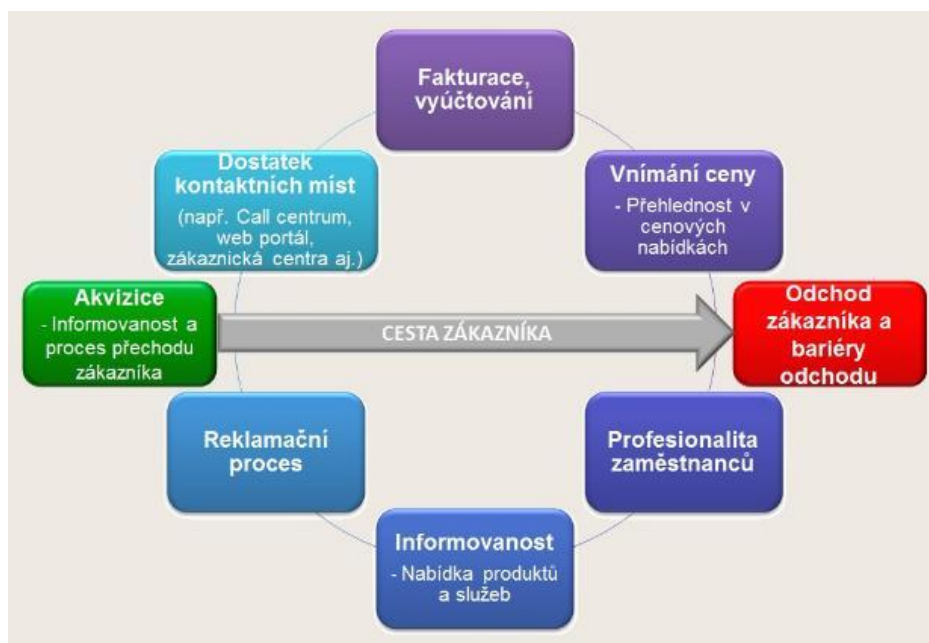 Fakturace,
vyúčtování
Dostatek
kontaktních míst
(např. Call centrum,
web portál,
zákaznická centra aj.)
Vnímání ceny
- Přehlednost v
cenových
nabídkách
Akvizice
- Informovanost a
proces přechodu
zákazníka
CESTA ZÁKAZNÍKA
Odchod
zákazníka a
bariéry
odchodu
Reklamační
proces
Profesionalita
zaměstnanců
Informovanost
- Nabídka produktů
a služeb